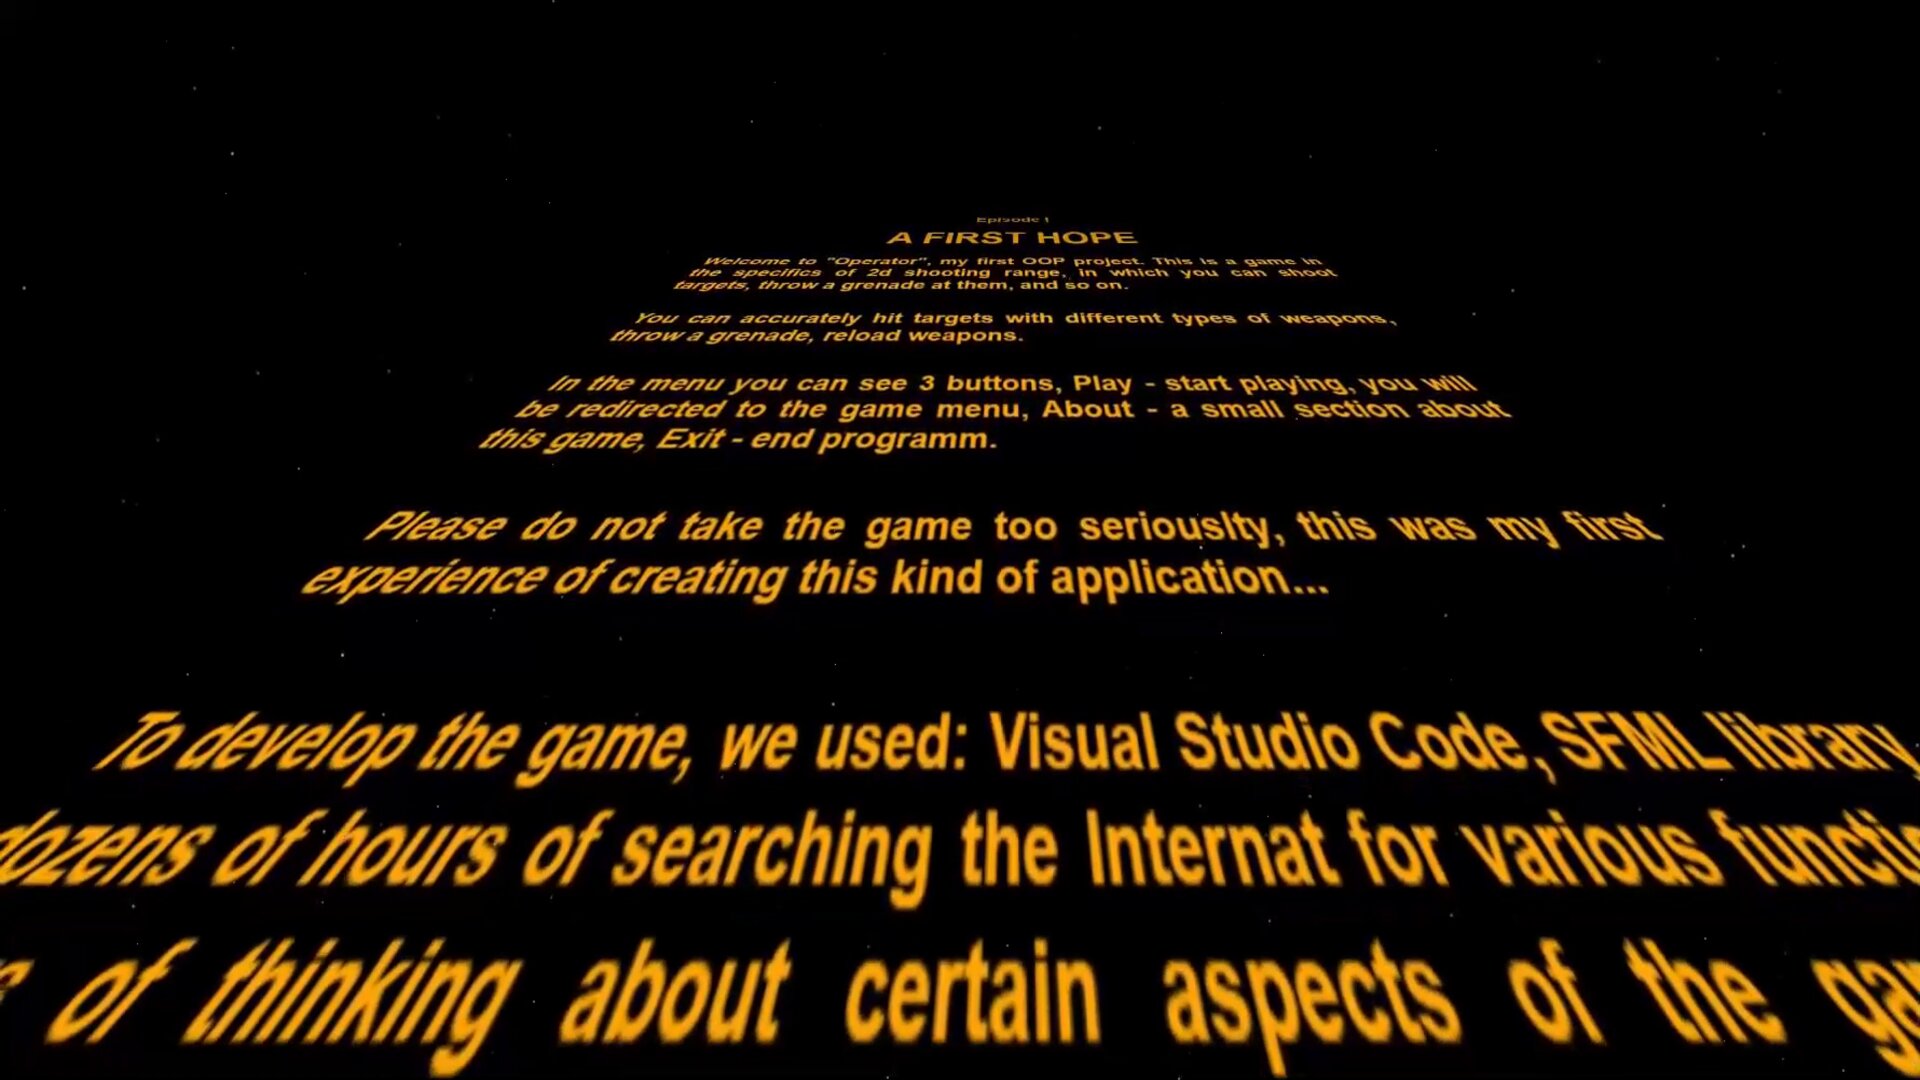 Episode I
A FIRST HOPE
Welcome to "Operator", my first OOP project. This is a game in
the specifics of 2d shooting range, in which you can shoot
targets, throw a grenade at them, and so on.
You can accurately hit targets with different types of weapons,
throw a grenade, reload weapons.
In the menu you can see 3 buttons, Play - start playing, you will
be redirected to the game menu, About - a small section about
this game, Exit - end programm.
Please do not take the game too seriouslty, this was my first
experience of creating this kind of application...
To develop the game, we used: Visual Studio Code, SFML library,
dozens of hours of searching the Internat for various
of thinking about certain aspects of the